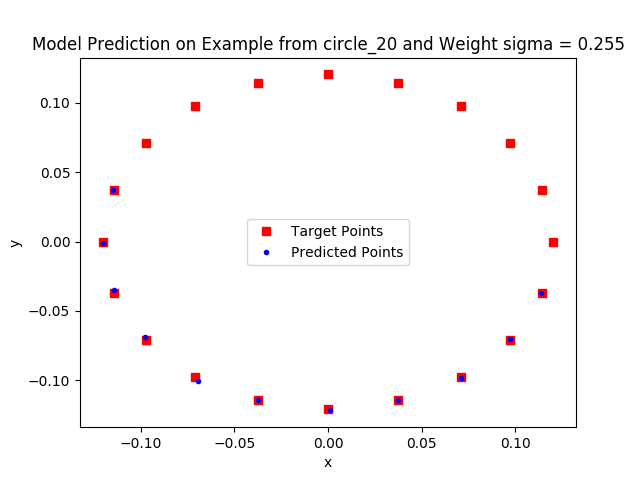 Model Prediction on Example from circle_20 and Weight sigma = 0.255
0.10
0.05
0.00
−0.05
−0.10
y
Target Points
Predicted Points
−0.10
−0.05
0.00
0.05
0.10
x